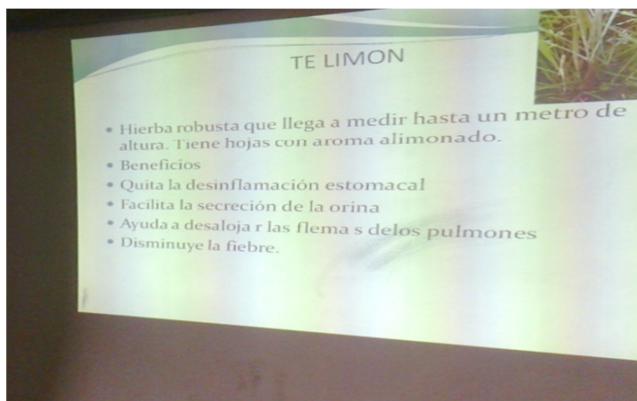 TE LIMON
• Hierba robusta que llega a medir hasta un metro de
altura. Tiene hojas con aroma alimonado.
• Beneficios
• Quita la desinflamación estomacal
• Facilita la secreción de la orina
• Ayuda a desaloja r las flema s delos pulmones
• Disminuye la fiebre.